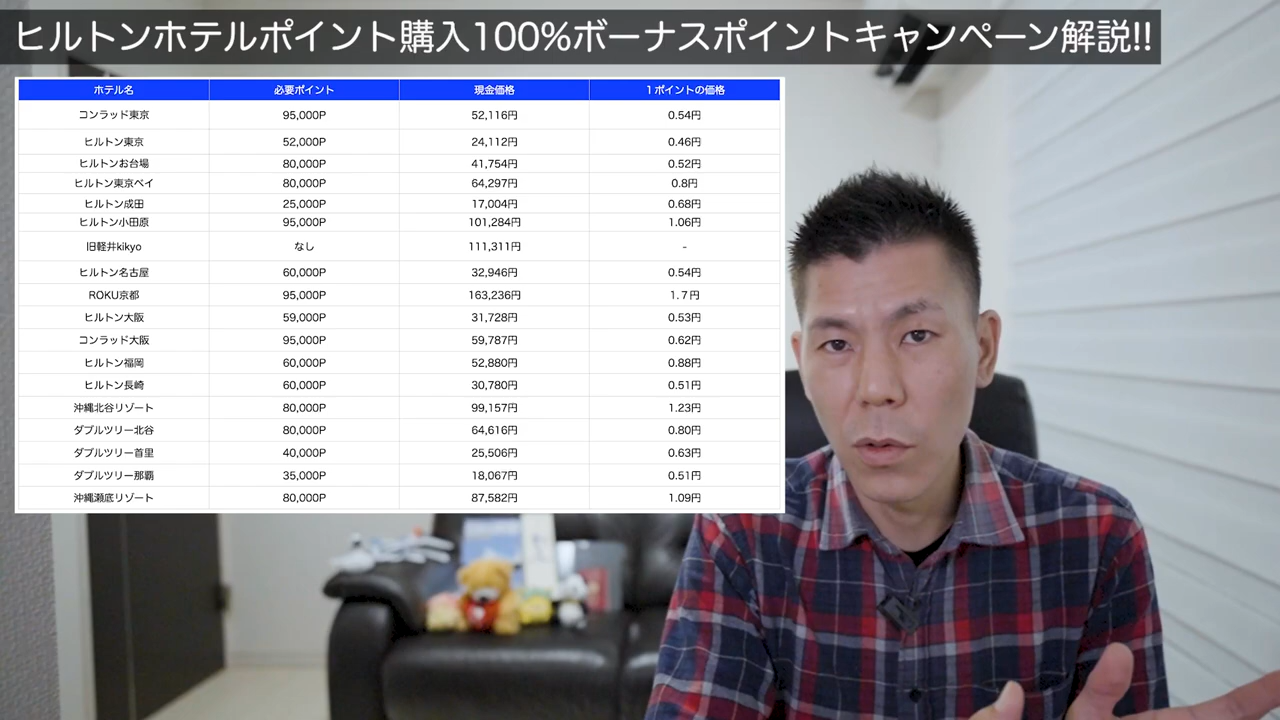 ヒルトンホテルポイント購入100%ボーナスポイントキャンペーン解説!!
ホテル名 必要ポイント 現金価格 1ポイントの価格
コンラッド東京 95,000P 52,116円 0.54円
ヒルトン東京 52,000P 24,112円 0.46円
ヒルトンお台場 80,000P 41,754円 0.52円
ヒルトン東京ベイ 80,000P 64,297円 0.8円
ヒルトン成田 25,000P 17,004円 0.68円
ヒルトン小田原 95,000P 101,284円 1.06円
旧軽井kikyo なし 111,311円 -
ヒルトン名古屋 60,000P 32,946円 0.54円
ROKU京都 95,000P 163,236円 1.7円
ヒルトン大阪 59,000P 31,728円 0.53円
コンラッド大阪 95,000P 59,787円 0.62円
ヒルトン福岡 60,000P 52,880円 0.88円
ヒルトン長崎 60,000P 30,780円 0.51円
沖縄北谷リゾート 80,000P 99,157円 1.23円
ダブルツリー北谷 80,000P 64,616円 0.80円
ダブルツリー首里 40,000P 25,506円 0.63円
ダブルツリー那覇 35,000P 18,067円 0.51円
沖縄瀬底リゾート 80,000P 87,582円 1.09円